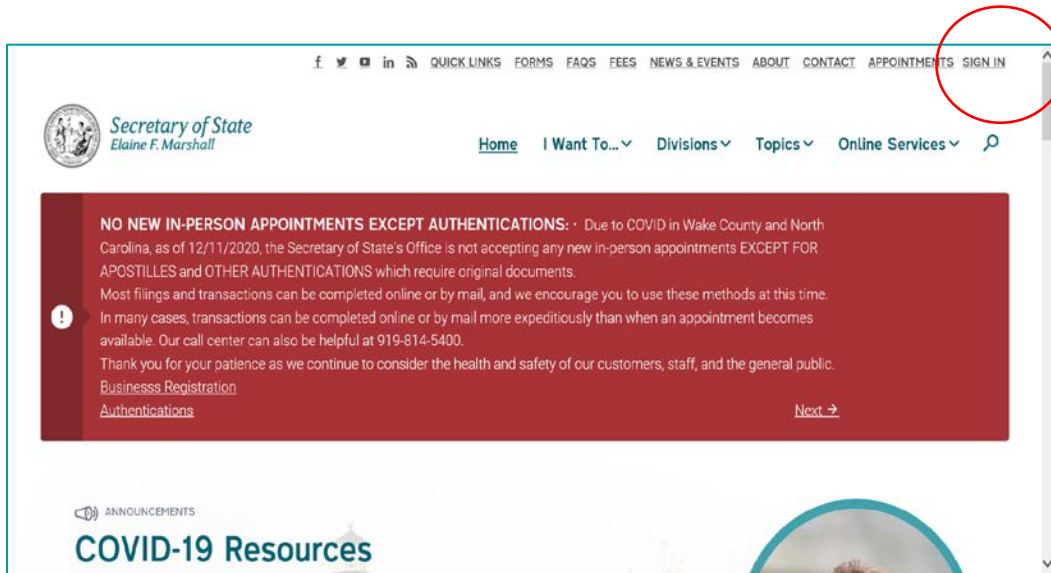 f in QUICK LINKS FORMS FAQS FEES NEWS & EVENTS ABOUT CONTACT APPOINTMENTS SIGN IN
Secretary of State
Elaine F. Marshall
Home I Want To... Divisions Topics Online Services
NO NEW IN-PERSON APPOINTMENTS EXCEPT AUTHENTICATIONS: · Due to COVID in Wake County and North
Carolina, as of 12/11/2020, the Secretary of State's Office is not accepting any new in-person appointments EXCEPT FOR
APOSTILLES and OTHER AUTHENTICATIONS which require original documents.
Most filings and transactions can be completed online or by mail, and we encourage you to use these methods at this time.
In many cases, transactions can be completed online or by mail more expeditiously than when an appointment becomes
available. Our call center can also be helpful at 919-814-5400.
Thank you for your patience as we continue to consider the health and safety of our customers, staff, and the general public.
Businesss Registration
Authentications Next →
ANNOUNCEMENTS
COVID-19 Resources